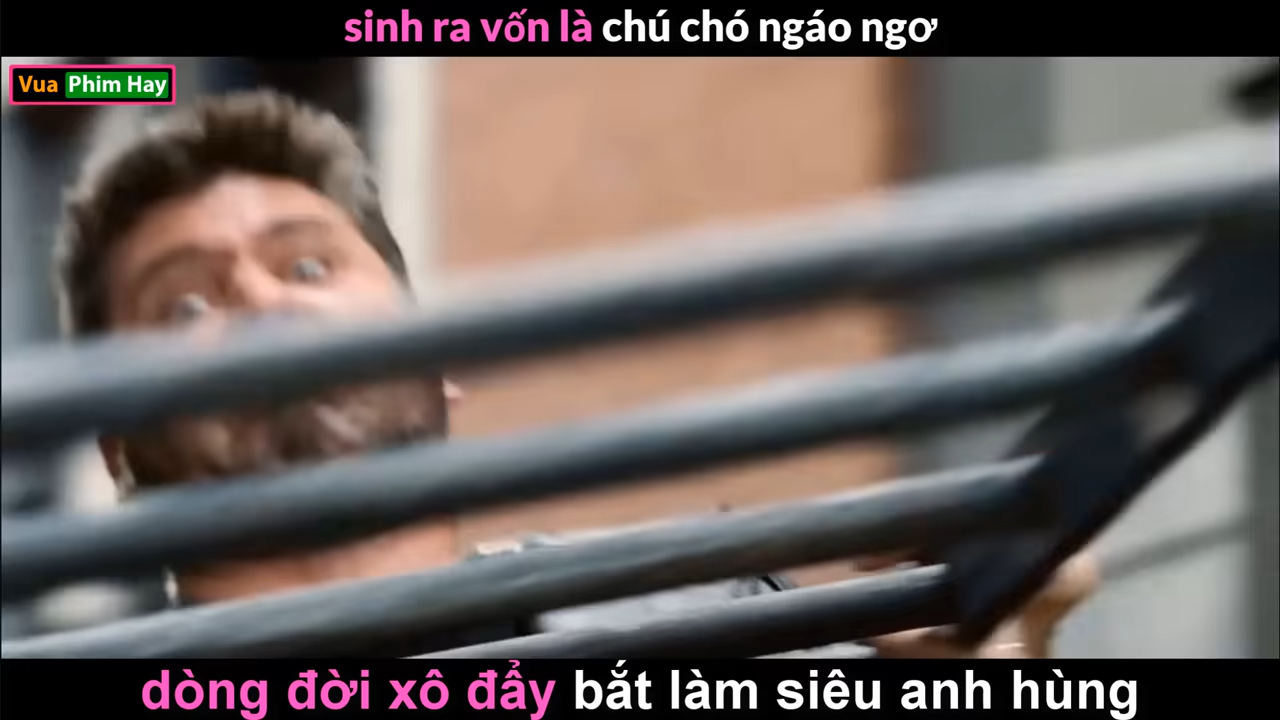 sinh ra vốn là chú chó ngáo ngơ
Vua Phim Hay
dòng đời xô đẩy bắt làm siêu anh hùng